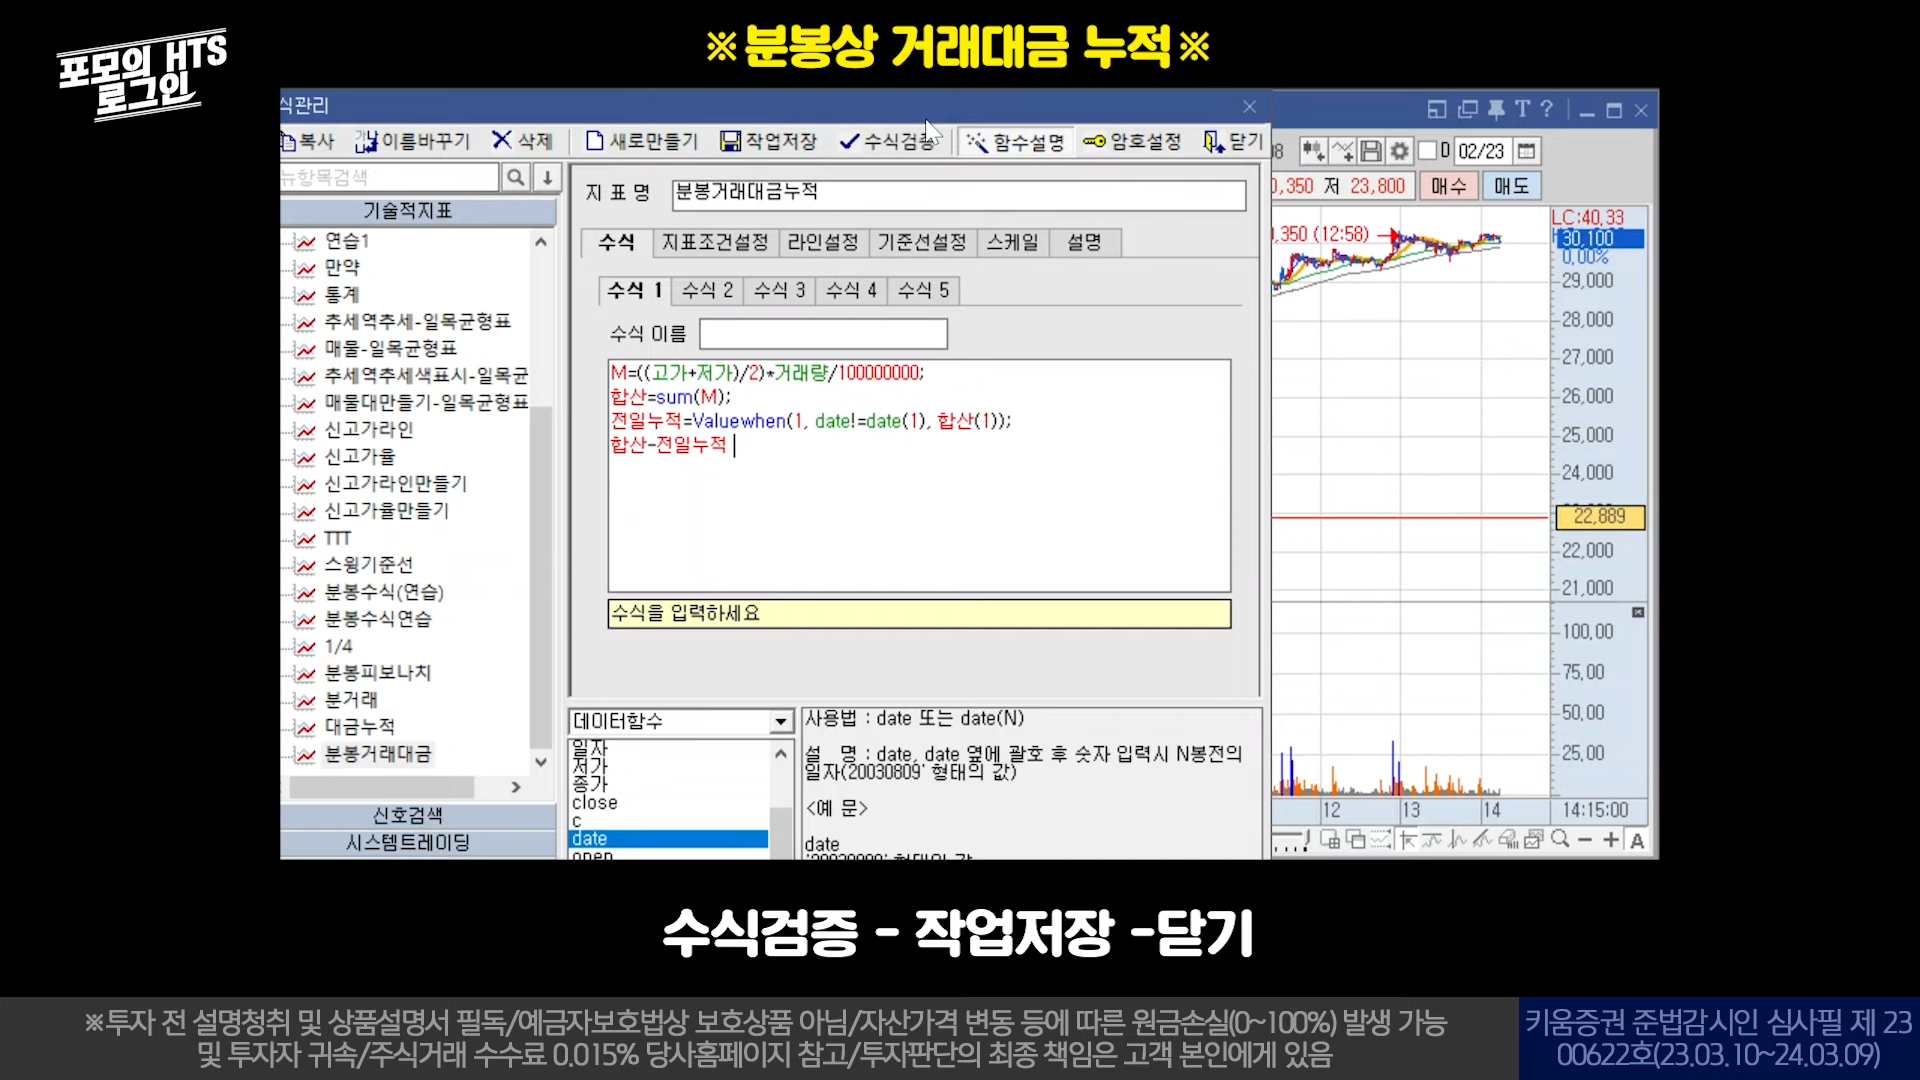 포모의 HTS
로그인
※분봉상 거래대금 누적※
식관리
복사 이름바꾸기 삭제 새로만들기 작업저장 수식검증 함수설명 암호설정 닫기
뉴항목검색
기술적지표
연습1
만약
통계
추세역추세-일목균형표
매물-일목균형표
추세역추세색표시-일목균
매물대만들기-일목균형표
신고가라인
신고가율
신고가라인만들기
신고가율만들기
TTT
스윙기준선
분봉수식(연습)
분봉수식연습
1/4
분봉피보나치
분거래
대금누적
분봉거래대금
신호검색
시스템트레이딩
지 표 명 분봉거래대금누적
수식 지표조건설정 라인설정 기준선설정 스케일 설명
수식 1 수식 2 수식 3 수식 4 수식 5
수식 이름
M=((고가+저가)/2)*거래량/100000000;
합산=sum(M);
전일누적=Valuewhen(1, date!=date(1), 합산(1));
합산-전일누적
수식을 입력하세요
데이터함수
일자
저가
종가
close
c
date
open
사용법 : date 또는 date(N)
설 명 : date, date 옆에 괄호 후 숫자 입력시 N봉전의
일자(20030809' 형태의 값)
<예 문>
date
D 02/23
0,350 저 23,800 매수 매도
,350 (12:58)
LC:40.33
30,100
0.00%
29,000
28,000
27,000
26,000
25,000
24,000
22,889
22,000
21,000
100.00
75.00
50.00
25.00
12 13 14 14:15:00
A
수식검증 - 작업저장 -닫기
※투자 전 설명청취 및 상품설명서 필독/예금자보호법상 보호상품 아님/자산가격 변동 등에 따른 원금손실(0~100%) 발생 가능
및 투자자 귀속/주식거래 수수료 0.015% 당사홈페이지 참고/투자판단의 최종 책임은 고객 본인에게 있음
키움증권 준법감시인 심사필 제 23
00622호(23.03.10~24.03.09)